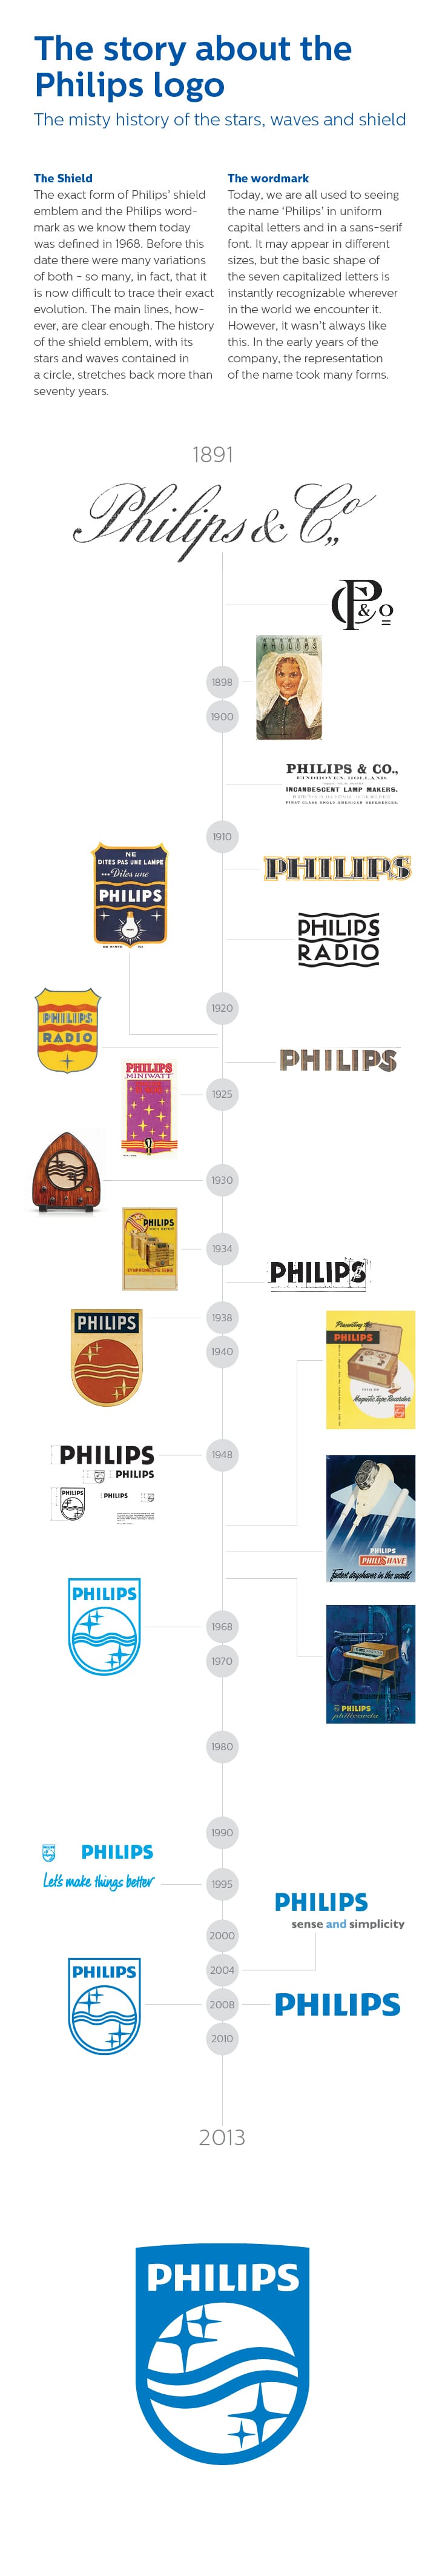 The story about the
Philips logo
The misty history of the stars, waves and shield
The Shield
The exact form of Philips' shield
emblem and the Philips word-
mark as we know them today
was defined in 1968. Before this
date there were many variations
of both - so many, in fact, that it
is now difficult to trace their exact
evolution. The main lines, how-
ever, are clear enough. The history
of the shield emblem, with its
stars and waves contained in
a circle, stretches back more than
seventy years.
The wordmark
Today, we are all used to seeing
the name 'Philips' in uniform
capital letters and in a sans-serif
font. It may appear in different
sizes, but the basic shape of
the seven capitalized letters is
instantly recognizable wherever
in the world we encounter it.
However, it wasn't always like
this. In the early years of the
company, the representation
of the name took many forms.
1891
Philips & Co.
P&Co
PHILIPS
1898
1900
PHILIPS & CO.,
EINDHOVEN, HOLLAND.
INCANDESCENT LAMP MAKERS.
FIRST-CLASS ANGLO-AMERICAN REFERENCES.
1910
NE
DITES PAS UNE LAMPE
...Dites une
PHILIPS
PHILIPS
PHILIPS
RADIO
1920
PHILIPS
RADIO
PHILIPS
PHILIPS
MINIWATT
1925
1930
PHILIPS
1934
PHILIPS
1938
PHILIPS
1940
Presenting the
PHILIPS
Magnetic Tape Recorder
PHILIPS
PHILIPS
PHILIPS
PHILIPS
1948
PHILIPS
PHILISHAVE
Fastest dryshaver in the world
PHILIPS
1968
1970
PHILIPS
philicorda
1980
1990
PHILIPS
Let's make things better
1995
PHILIPS
sense and simplicity
2000
2004
PHILIPS
2008
PHILIPS
2010
2013
PHILIPS